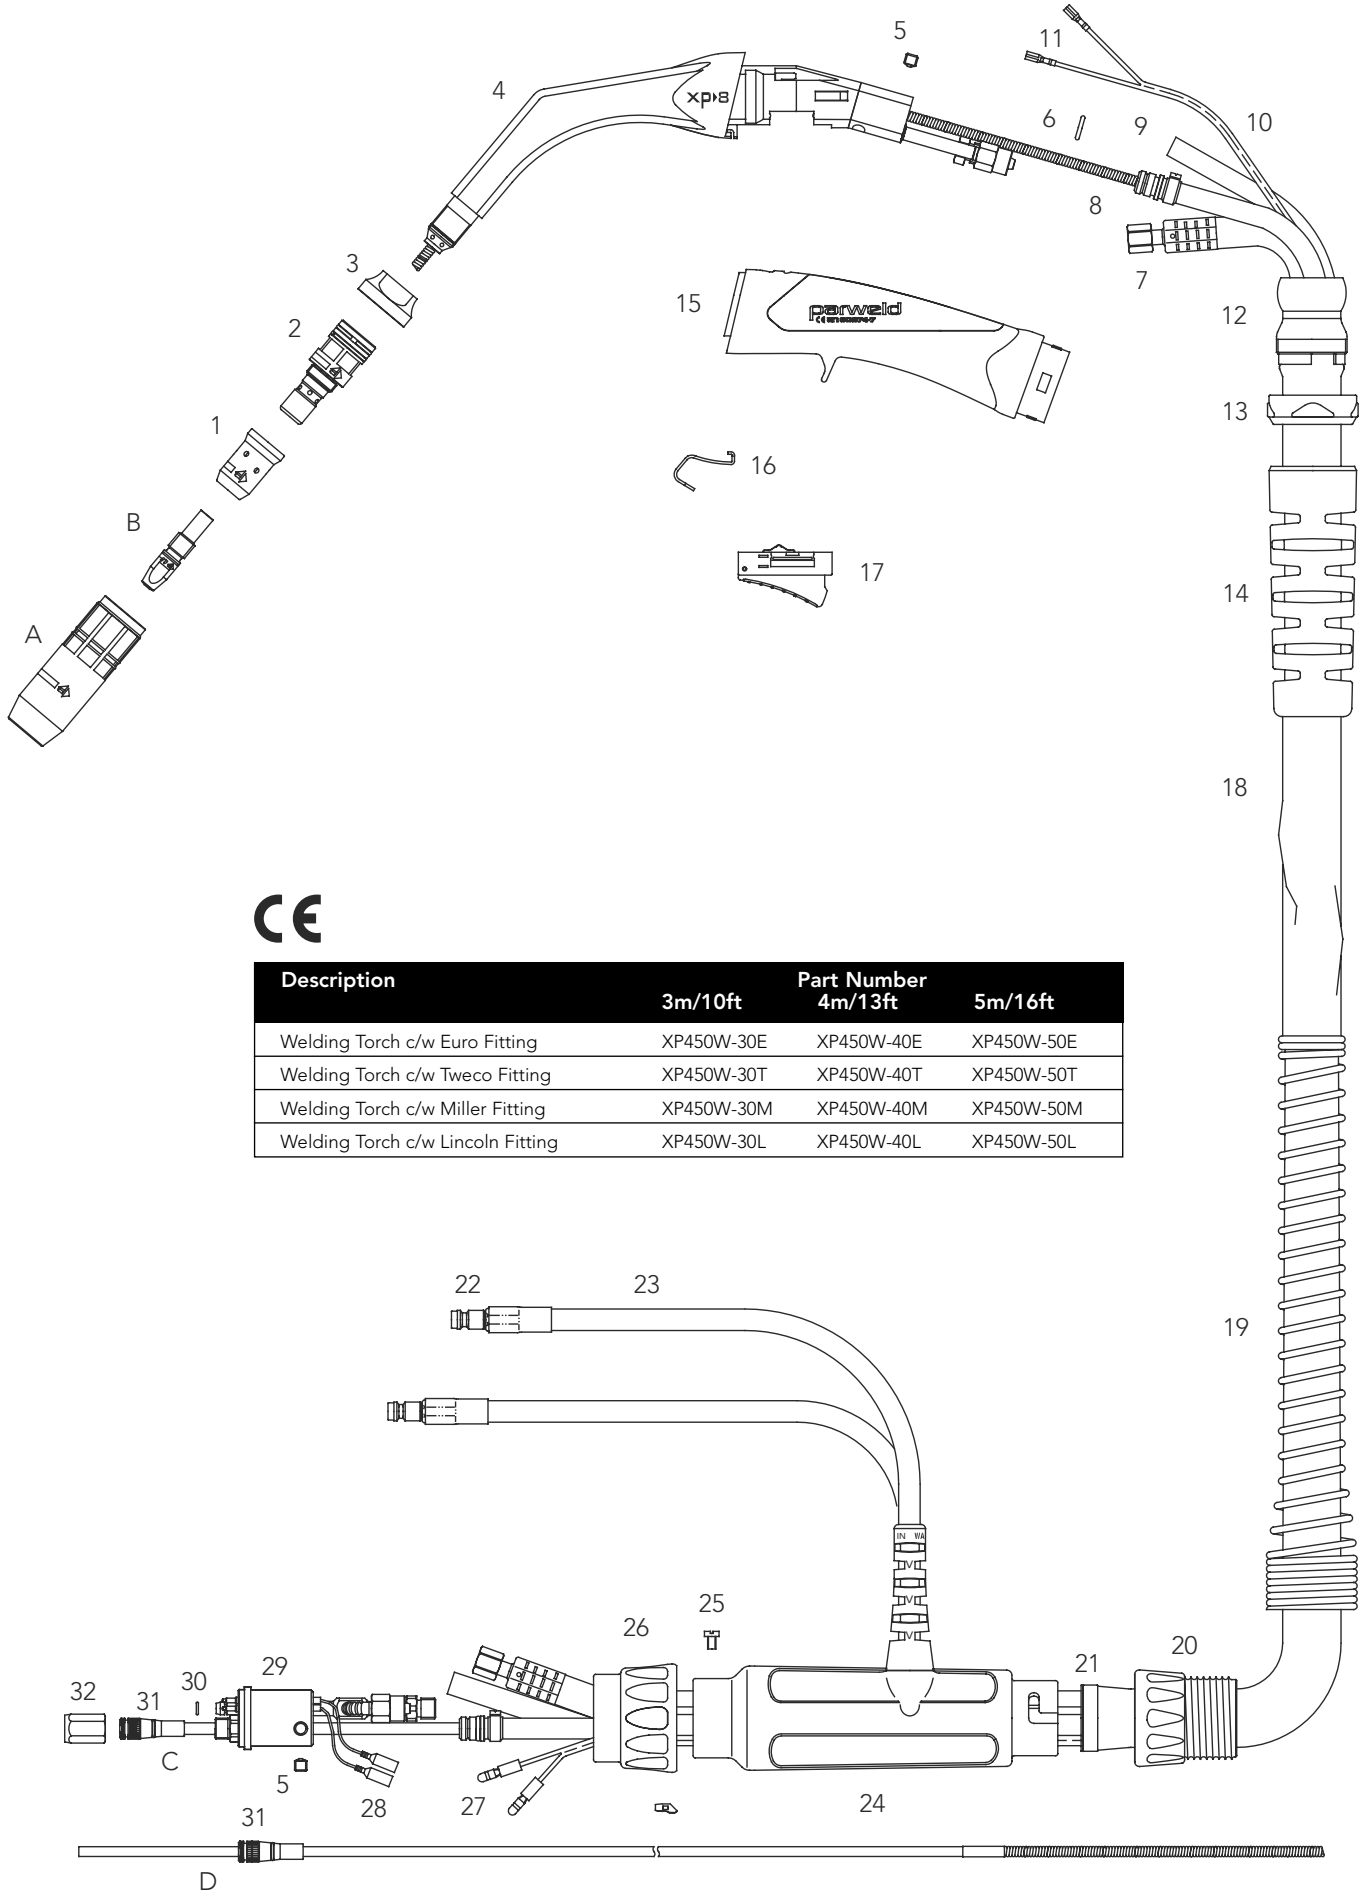 5
11
4
xp8
6
9
10
8
3
7
15
parweld
12
2
13
1
16
B
17
14
A
18
CE
Description
Part Number
3m/10ft
4m/13ft
5m/16ft
Welding Torch c/w Euro Fitting XP450W-30E XP450W-40E XP450W-50E
Welding Torch c/w Tweco Fitting XP450W-30T XP450W-40T XP450W-50T
Welding Torch c/w Miller Fitting XP450W-30M XP450W-40M XP450W-50M
Welding Torch c/w Lincoln Fitting XP450W-30L XP450W-40L XP450W-50L
22
23
19
IN WA
25
26
20
29
21
30
32
31
C
5
28
27
24
31
D